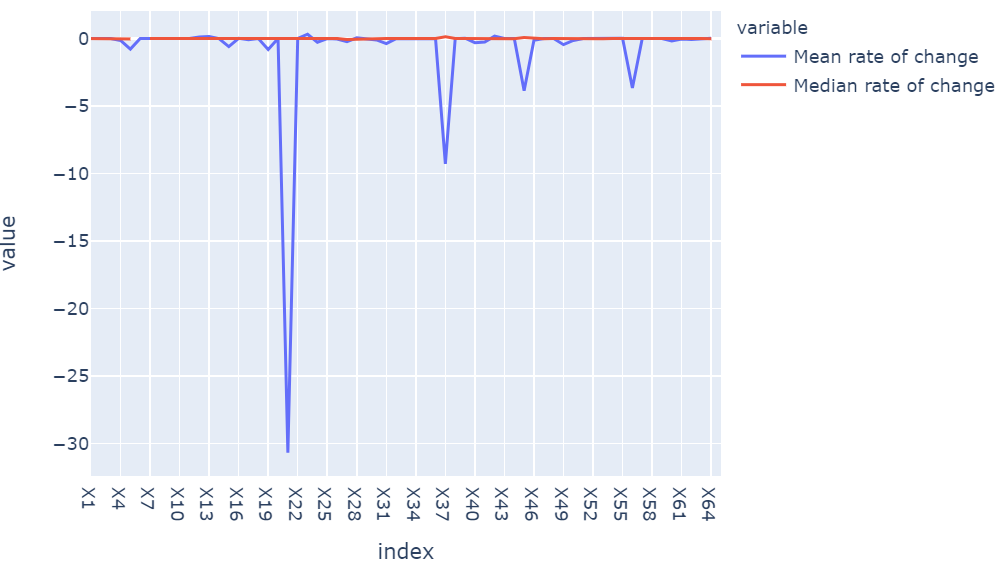 variable
Mean rate of change
Median rate of change
0
−5
−10
−15
−20
−25
−30
value
X1
X4
X7
X10
X13
X16
X19
X22
X25
X28
X31
X34
X37
X40
X43
X46
X49
X52
X55
X58
X61
X64
index